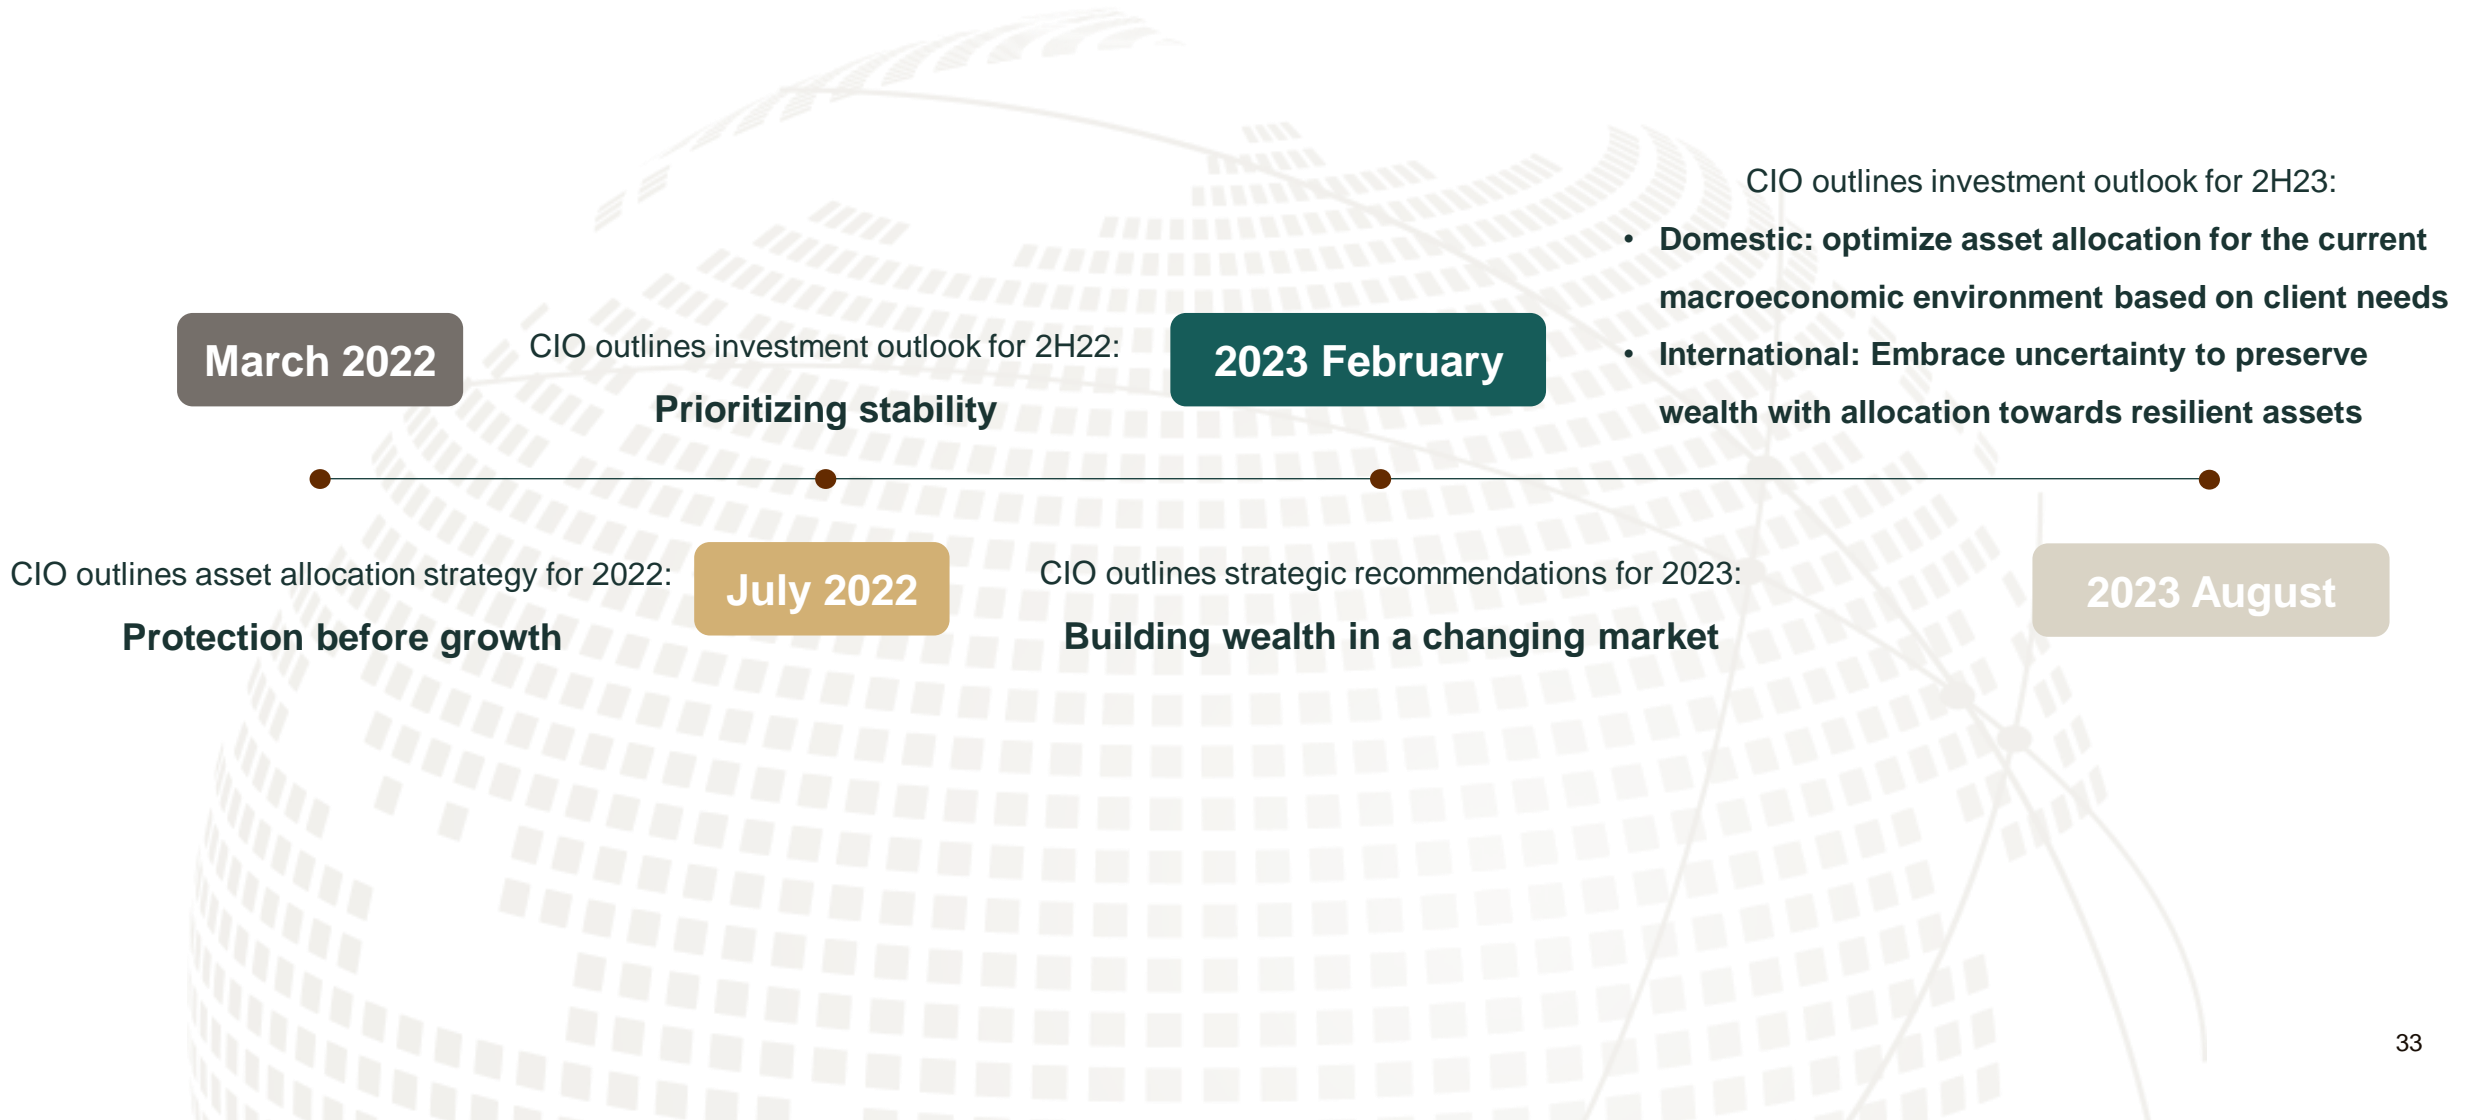 March 2022
CIO outlines asset allocation strategy for 2022:
Protection before growth
CIO outlines investment outlook for 2H22:
Prioritizing stability
July 2022
2023 February
CIO outlines strategic recommendations for 2023:
Building wealth in a changing market
CIO outlines investment outlook for 2H23:
• Domestic: optimize asset allocation for the current
macroeconomic environment based on client needs
• International: Embrace uncertainty to preserve
wealth with allocation towards resilient assets
2023 August
33